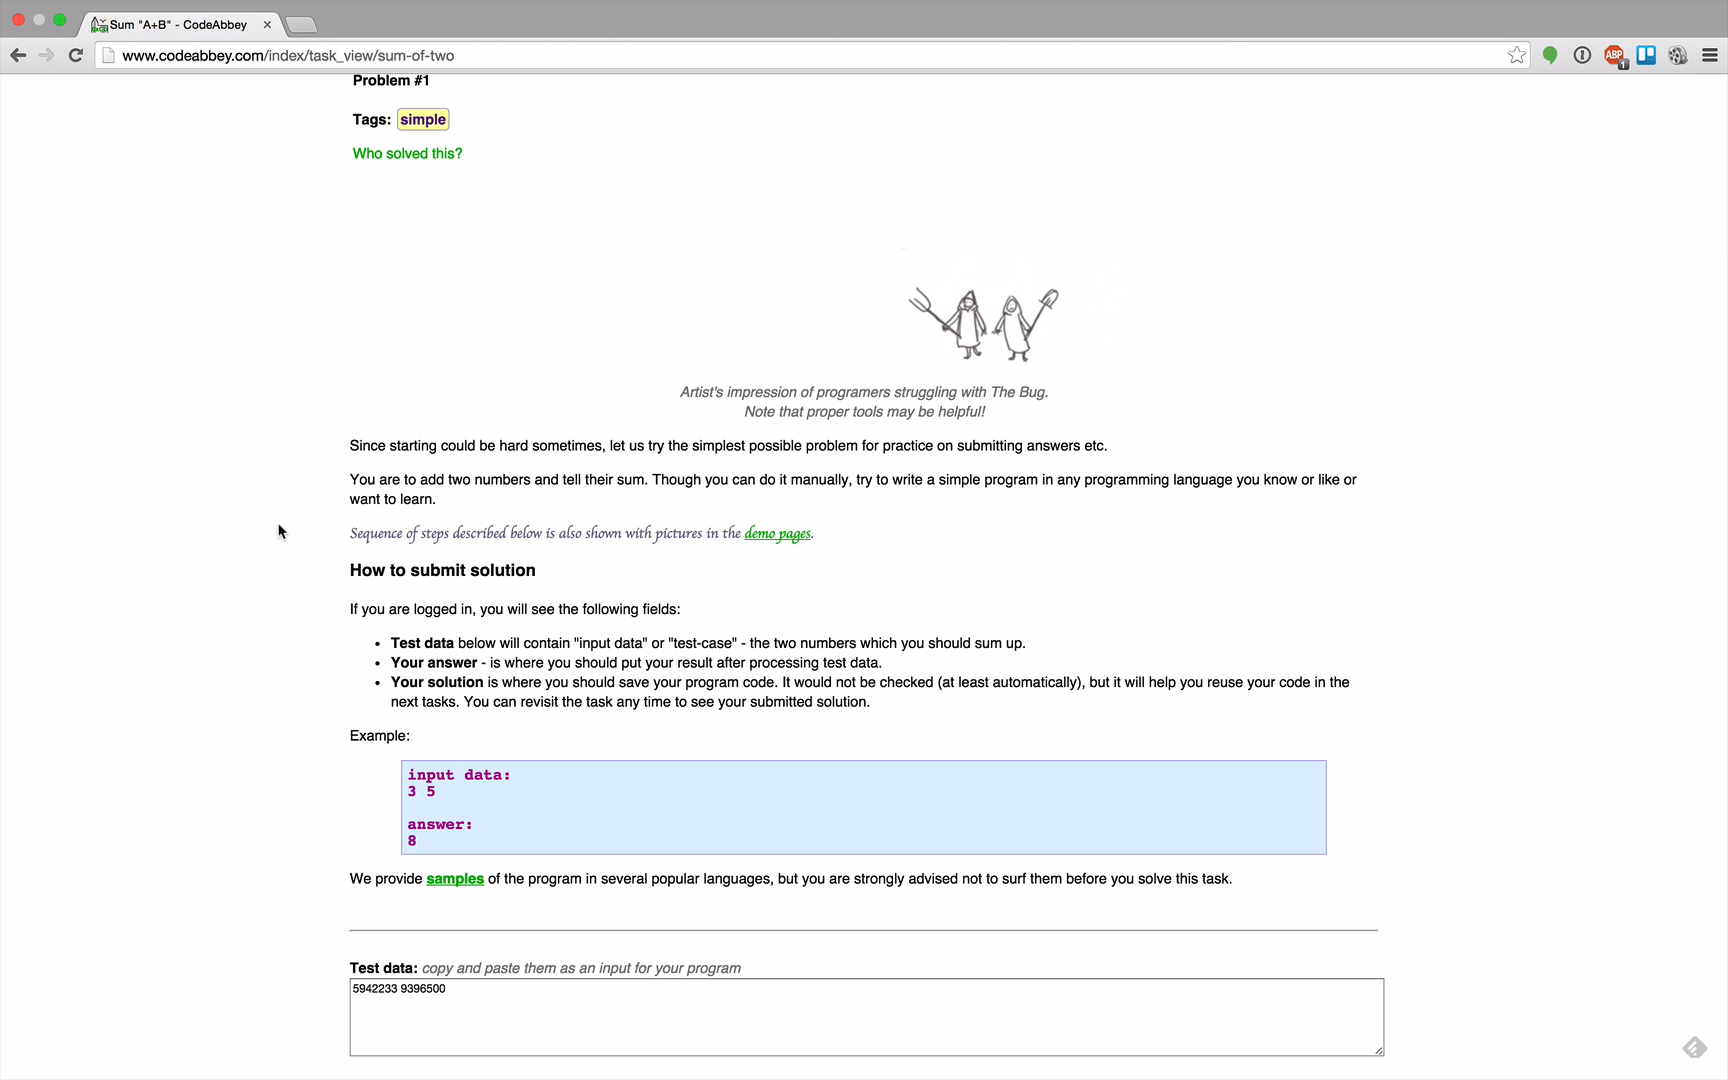 Sum "A+B" - CodeAbbey
www.codeabbey.com/index/task_view/sum-of-two
ABP
1
Problem #1
Tags: simple
Who solved this?
Artist's impression of programers struggling with The Bug.
Note that proper tools may be helpful!
Since starting could be hard sometimes, let us try the simplest possible problem for practice on submitting answers etc.
You are to add two numbers and tell their sum. Though you can do it manually, try to write a simple program in any programming language you know or like or
want to learn.
Sequence of steps described below is also shown with pictures in the demo pages.
How to submit solution
If you are logged in, you will see the following fields:
• Test data below will contain "input data" or "test-case" - the two numbers which you should sum up.
• Your answer - is where you should put your result after processing test data.
• Your solution is where you should save your program code. It would not be checked (at least automatically), but it will help you reuse your code in the
next tasks. You can revisit the task any time to see your submitted solution.
Example:
input data:
3 5
answer:
8
We provide samples of the program in several popular languages, but you are strongly advised not to surf them before you solve this task.
Test data: copy and paste them as an input for your program
5942233 9396500